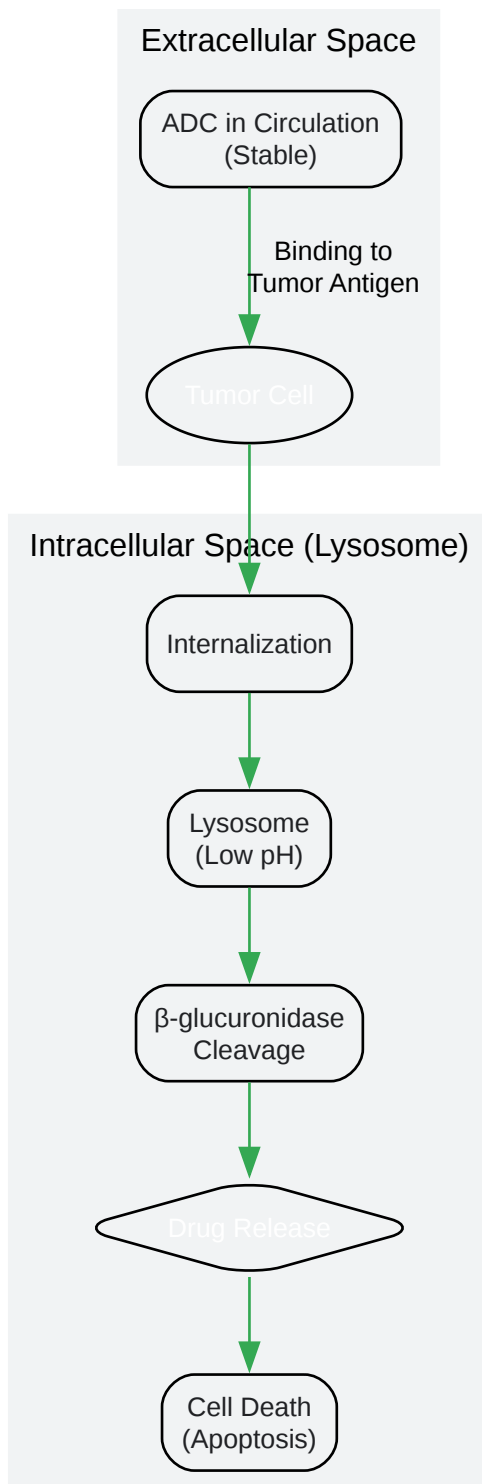 Extracellular Space
ADC in Circulation
(Stable)
Binding to
Tumor Antigen
Tumor Cell
Intracellular Space (Lysosome)
Internalization
Lysosome
(Low pH)
β-glucuronidase
Cleavage
Drug Release
Cell Death
(Apoptosis)